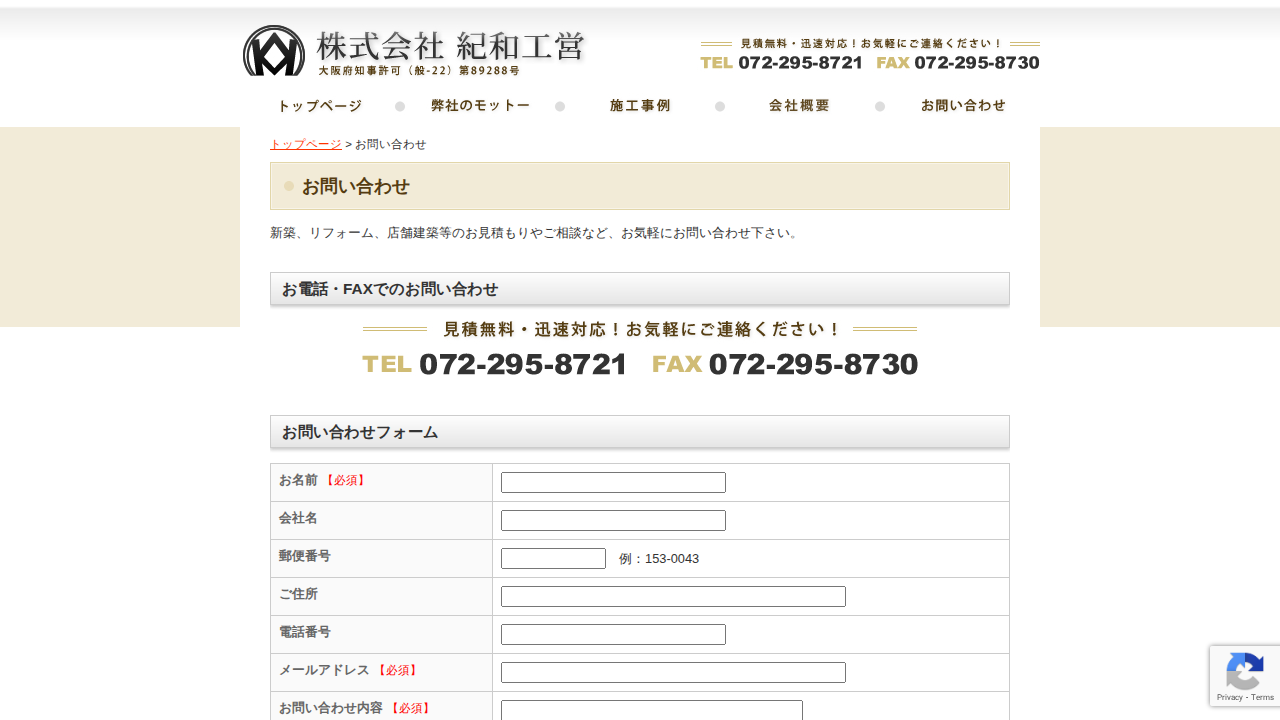 株式会社 紀和工営
大阪府知事許可（般-22）第89288号
見積無料・迅速対応！お気軽にご連絡ください！
TEL 072-295-8721 FAX 072-295-8730
トップページ 弊社のモットー 施工事例 会社概要 お問い合わせ
トップページ > お問い合わせ
お問い合わせ
新築、リフォーム、店舗建築等のお見積もりやご相談など、お気軽にお問い合わせ下さい。
お電話・FAXでのお問い合わせ
見積無料・迅速対応！お気軽にご連絡ください！
TEL 072-295-8721 FAX 072-295-8730
お問い合わせフォーム
お名前 【必須】
会社名
郵便番号 例：153-0043
ご住所
電話番号
メールアドレス 【必須】
お問い合わせ内容 【必須】
Privacy - Terms